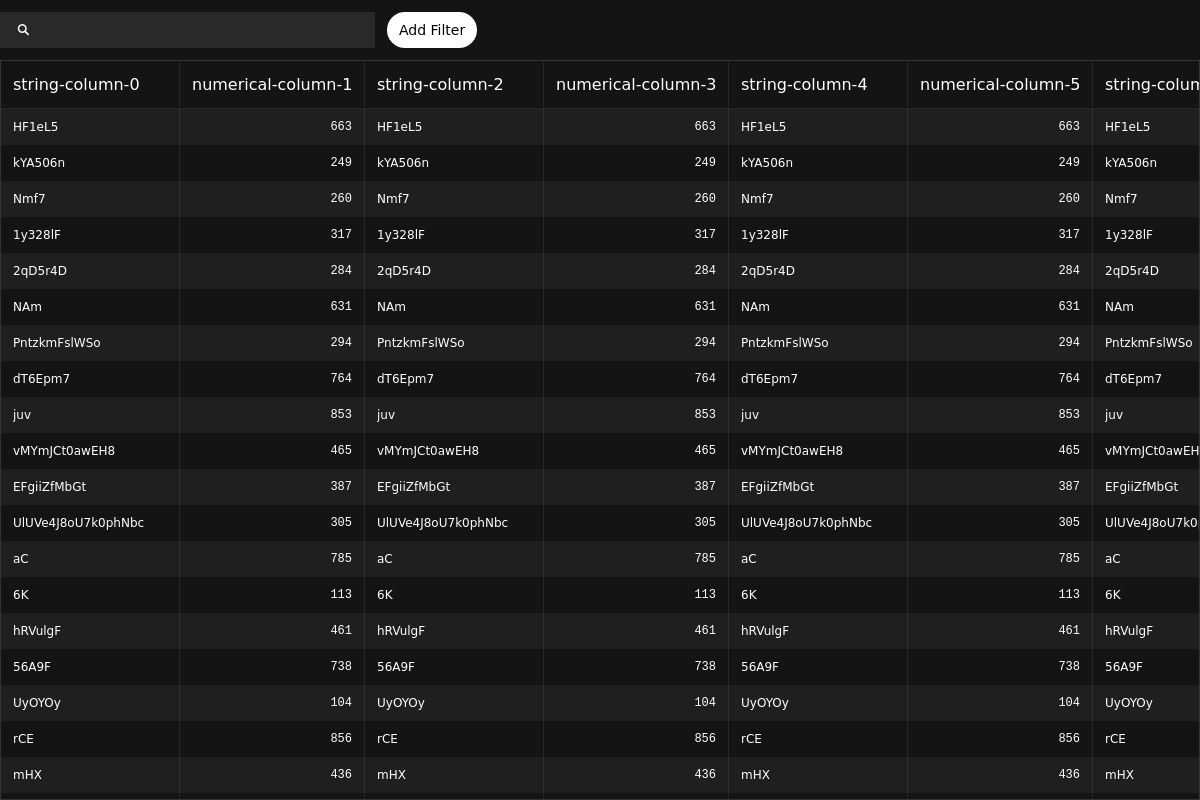 Add Filter
string-column-0 numerical-column-1 string-column-2 numerical-column-3 string-column-4 numerical-column-5 string-colum
HF1eL5 663 HF1eL5 663 HF1eL5 663 HF1eL5
kYA506n 249 kYA506n 249 kYA506n 249 kYA506n
Nmf7 260 Nmf7 260 Nmf7 260 Nmf7
1y328lF 317 1y328lF 317 1y328lF 317 1y328lF
2qD5r4D 284 2qD5r4D 284 2qD5r4D 284 2qD5r4D
NAm 631 NAm 631 NAm 631 NAm
PntzkmFslWSo 294 PntzkmFslWSo 294 PntzkmFslWSo 294 PntzkmFslWSo
dT6Epm7 764 dT6Epm7 764 dT6Epm7 764 dT6Epm7
juv 853 juv 853 juv 853 juv
vMYmJCt0awEH8 465 vMYmJCt0awEH8 465 vMYmJCt0awEH8 465 vMYmJCt0awEH
EFgiiZfMbGt 387 EFgiiZfMbGt 387 EFgiiZfMbGt 387 EFgiiZfMbGt
UlUVe4J8oU7k0phNbc 305 UlUVe4J8oU7k0phNbc 305 UlUVe4J8oU7k0phNbc 305 UlUVe4J8oU7k0
aC 785 aC 785 aC 785 aC
6K 113 6K 113 6K 113 6K
hRVulgF 461 hRVulgF 461 hRVulgF 461 hRVulgF
56A9F 738 56A9F 738 56A9F 738 56A9F
UyOYOy 104 UyOYOy 104 UyOYOy 104 UyOYOy
rCE 856 rCE 856 rCE 856 rCE
mHX 436 mHX 436 mHX 436 mHX